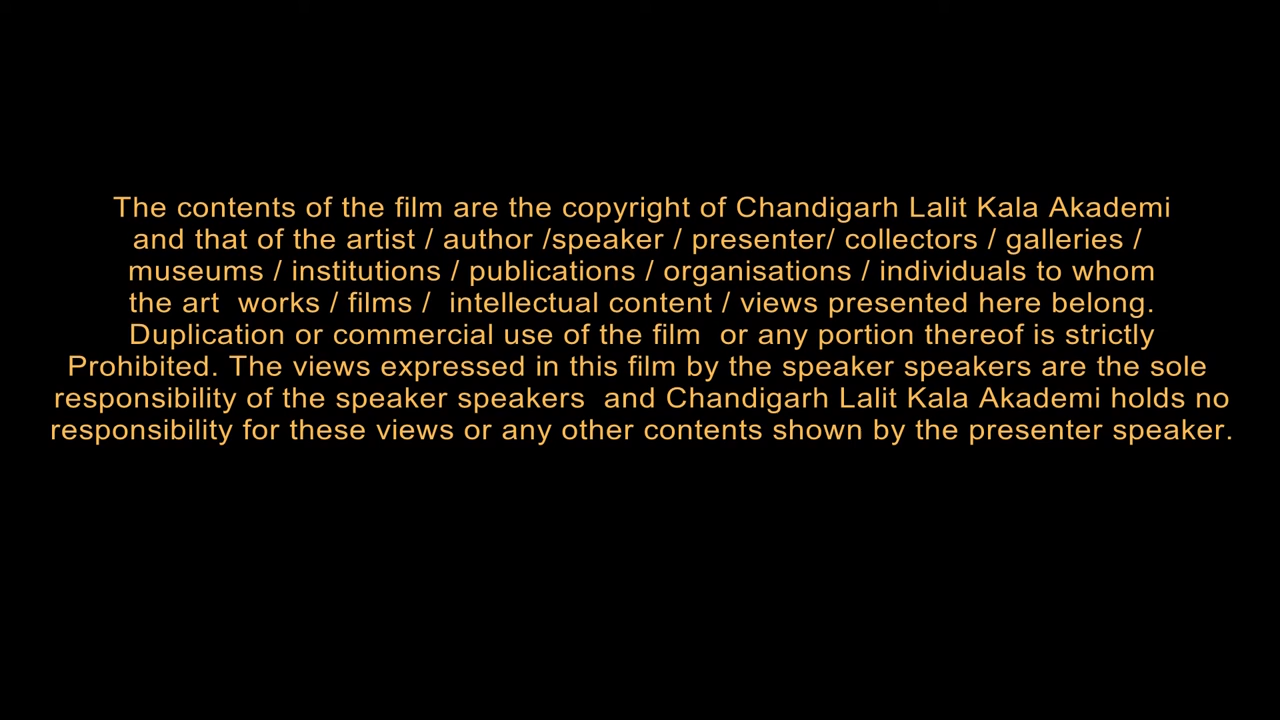 The contents of the film are the copyright of Chandigarh Lalit Kala Akademi
and that of the artist / author /speaker / presenter/ collectors / galleries /
museums / institutions / publications / organisations / individuals to whom
the art  works / films /  intellectual content / views presented here belong.
Duplication or commercial use of the film  or any portion thereof is strictly
Prohibited. The views expressed in this film by the speaker speakers are the sole
responsibility of the speaker speakers  and Chandigarh Lalit Kala Akademi holds no
responsibility for these views or any other contents shown by the presenter speaker.